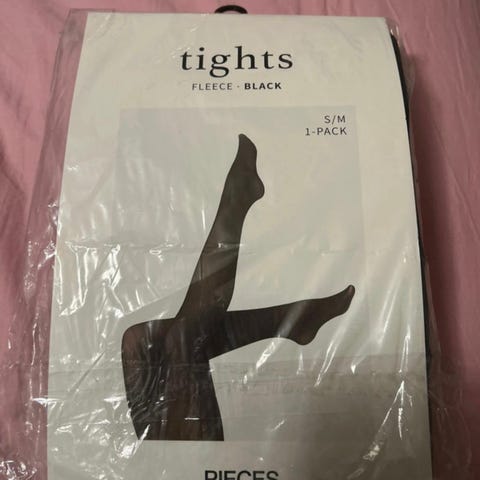 tights
FLEECE · BLACK
S/M
1-PACK
PIECES